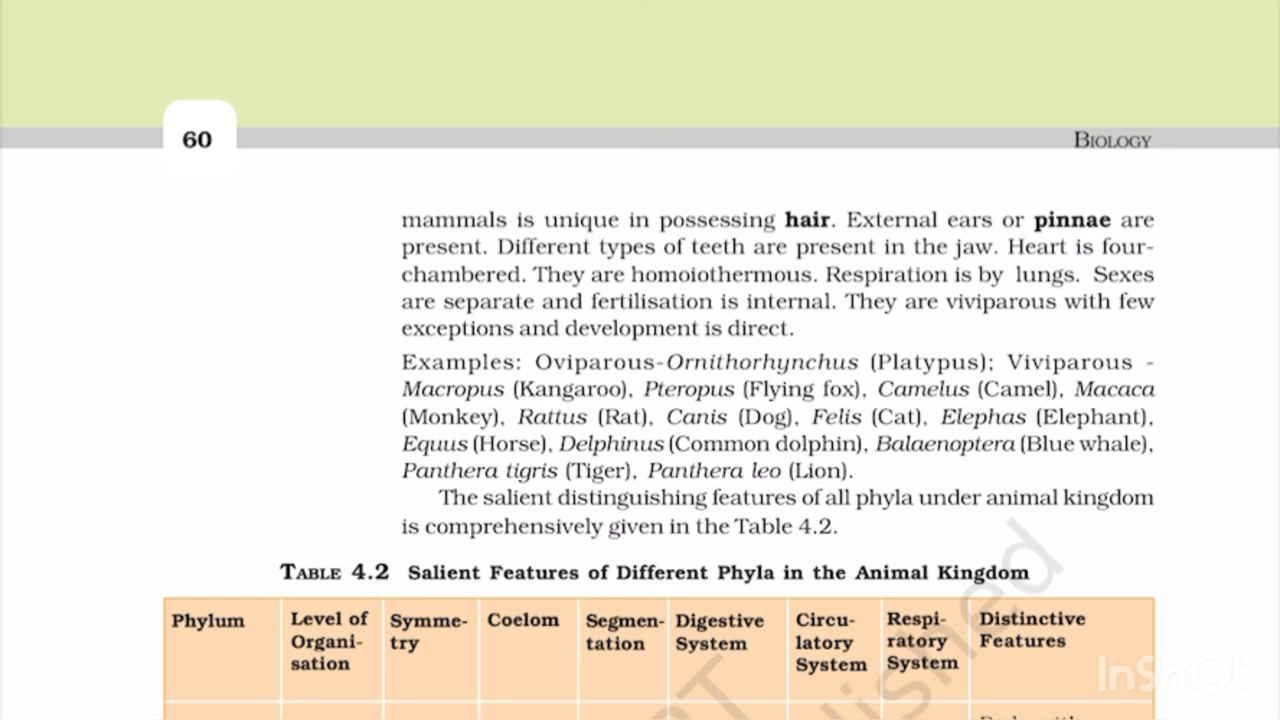 60
BIOLOGY
mammals is unique in possessing hair. External ears or pinnae are
present. Different types of teeth are present in the jaw. Heart is four-
chambered. They are homoiothermous. Respiration is by lungs. Sexes
are separate and fertilisation is internal. They are viviparous with few
exceptions and development is direct.
Examples: Oviparous-Ornithorhynchus (Platypus); Viviparous -
Macropus (Kangaroo), Pteropus (Flying fox), Camelus (Camel), Macaca
(Monkey), Rattus (Rat), Canis (Dog), Felis (Cat), Elephas (Elephant),
Equus (Horse), Delphinus (Common dolphin), Balaenoptera (Blue whale),
Panthera tigris (Tiger), Panthera leo (Lion).
The salient distinguishing features of all phyla under animal kingdom
is comprehensively given in the Table 4.2.
TABLE 4.2 Salient Features of Different Phyla in the Animal Kingdom
Phylum
Level of
Organi-
sation
Symme-
try
Coelom
Segmen-
tation
Digestive
System
Circu-
latory
System
Respi-
ratory
System
Distinctive
Features
InShOt